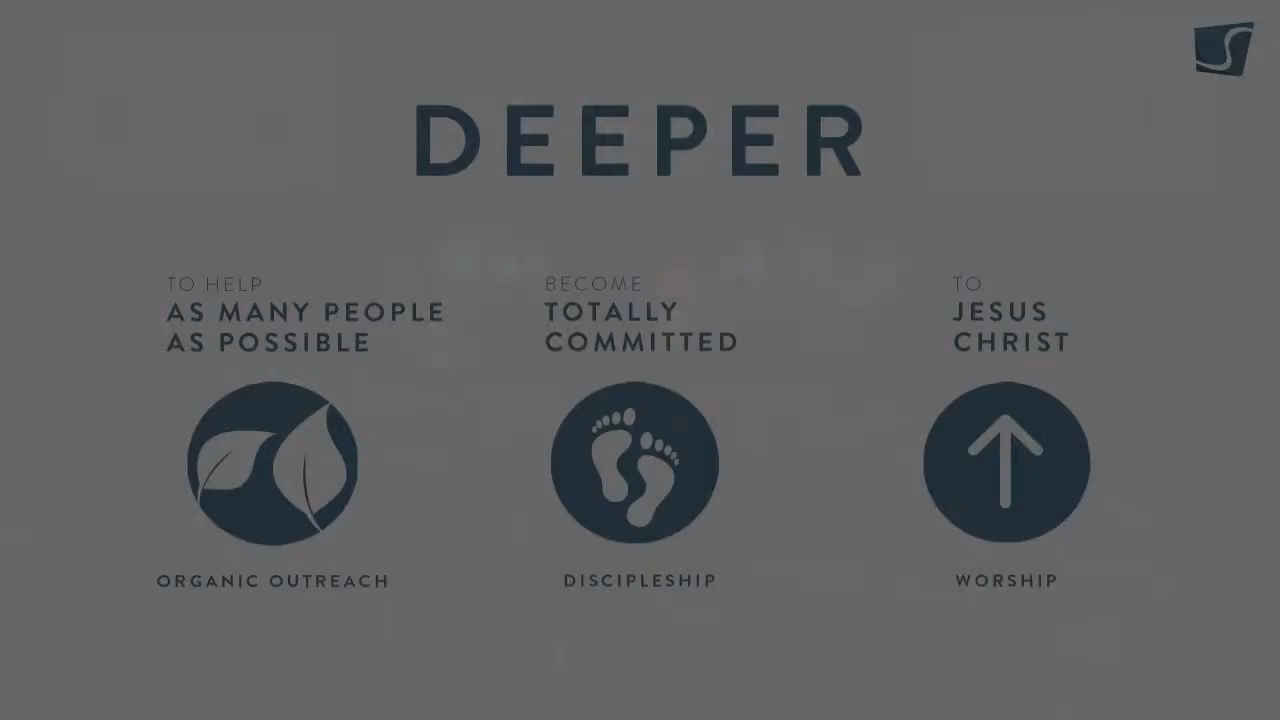 DEEPER
TO HELP
AS MANY PEOPLE
AS POSSIBLE
BECOME
TOTALLY
COMMITTED
TO
JESUS
CHRIST
ORGANIC OUTREACH
DISCIPLESHIP
WORSHIP